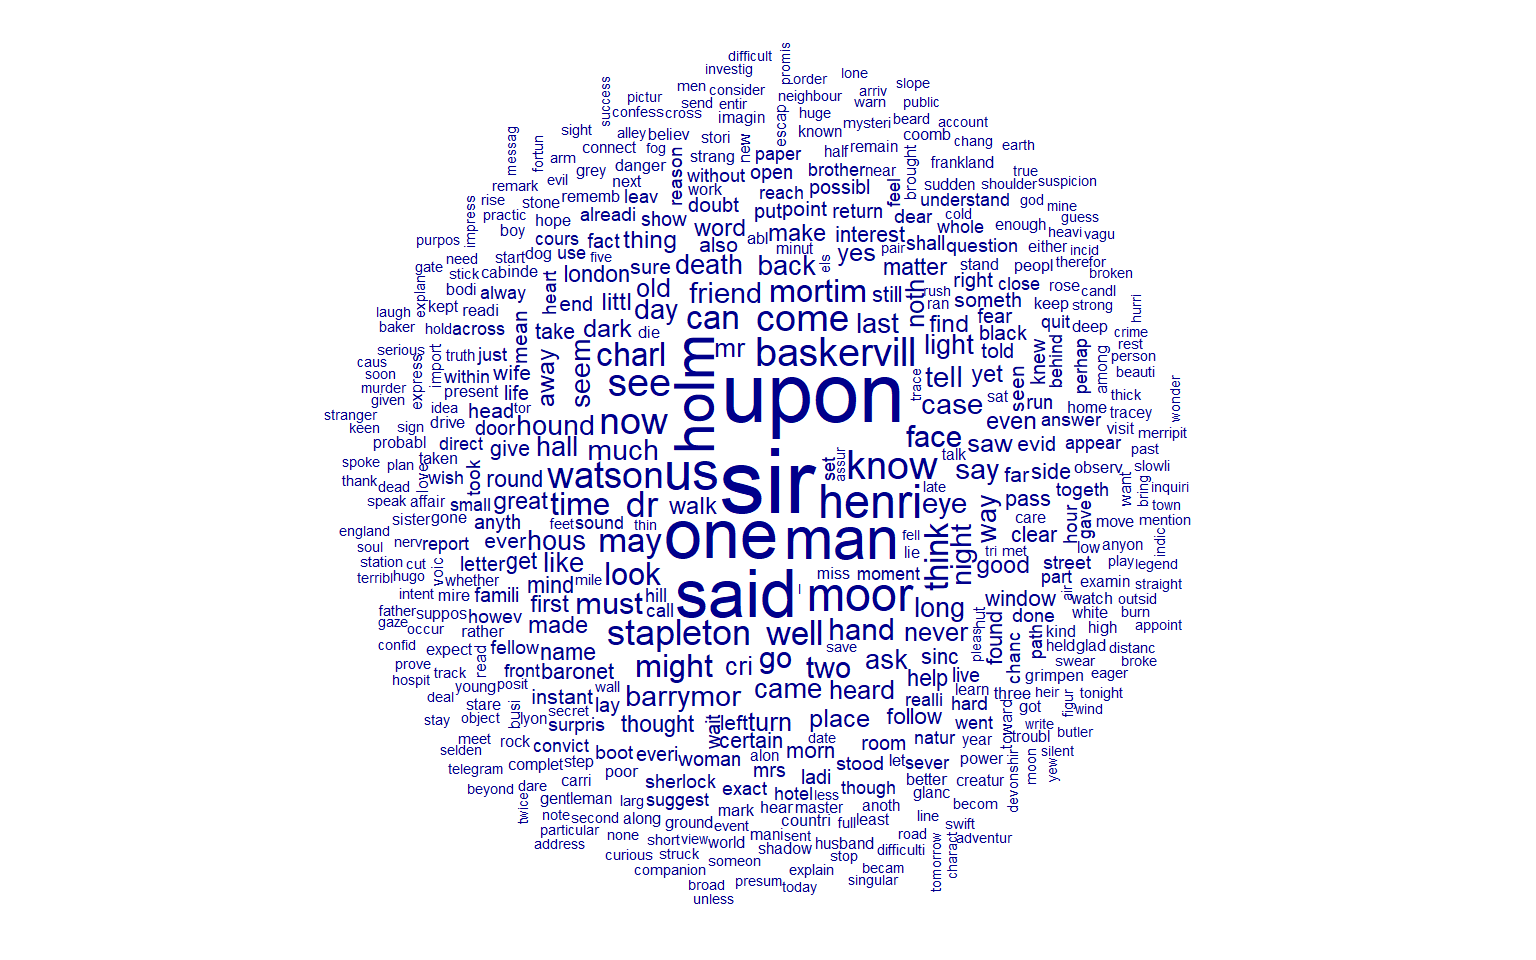 difficult
investig
promis
men
order
lone
pictur
send
consider
neighbour
arriv
slope
success
confess
cross
entir
warn
public
sight
alley
believ
imagin
escap
huge
mysteri
beard
account
messag
fortun
connect
fog
stori
new
known
coomb
chang
earth
arm
grey
danger
strang
paper
half
remain
brought
frankland
true
remark
evil
next
reason
without
open
brother
near
feel
sudden
shoulder
suspicion
rise
stone
rememb
leav
work
reach
possibl
understand
god
mine
impress
practic
hope
alreadi
show
doubt
put
point
return
dear
cold
guess
boy
cours
fact
thing
word
also
abl
make
interest
shall
whole
enough
heavi
vagu
purpos
need
start
dog
use
five
minut
els
yes
pair
question
either
incid
gate
stick
cabinde
london
sure
death
back
matter
stand
peopl
therefor
explan
bodi
alway
heart
old
friend
mortim
still
rush
right
close
rose
candl
broken
kept
readi
end
littl
day
noth
ran
someth
keep
strong
hurri
laugh
baker
hold
across
mean
take
dark
die
can
come
last
find
fear
black
quit
deep
crime
serious
truth
just
away
seem
charl
holm
mr
baskervill
light
told
knew
behind
perhap
among
rest
caus
soon
express
import
within
wife
see
upon
trace
tell
yet
seen
person
beauti
murder
given
present
life
case
sat
run
home
thick
wonder
stranger
idea
head
tor
now
even
answer
tracey
keen
sign
drive
door
hound
face
visit
merripit
probabl
direct
give
hall
much
saw
evid
appear
past
spoke
plan
taken
took
round
watson
us
sir
set
assur
know
talk
say
far
side
observ
slowli
thank
dead
love
wish
late
togeth
want
bring
inquiri
speak
affair
small
great
time
dr
walk
henri
eye
way
pass
hour
gave
town
england
sister
gone
anyth
feet
sound
thin
one
man
fell
think
night
care
move
mention
soul
nerv
report
ever
hous
may
lie
clear
low
anyon
indic
station
cut
voic
letter
get
like
look
tri
met
good
street
play
legend
terribl
hugo
whether
mind
mile
miss
moment
part
examin
straight
intent
mire
famili
first
must
hill
call
said
l
moor
long
window
air
watch
outsid
father
suppos
howev
made
hut
pleas
done
white
burn
gaze
occur
rather
stapleton
well
hand
never
found
chanc
path
kind
high
appoint
confid
expect
read
fellow
name
save
sinc
held
glad
distanc
prove
track
front
baronet
might
cri
go
two
ask
swear
broke
hospit
young
posit
help
live
grimpen
eager
deal
stare
instant
wall
barrymor
came
heard
learn
three
heir
figur
tonight
stay
object
busi
lyon
secret
lay
realli
hard
got
wind
surpris
thought
wait
left
turn
place
follow
went
toward
write
meet
rock
convict
certain
date
troubl
butler
selden
boot
everi
woman
alon
morn
room
natur
year
moon
silent
telegram
complet
step
mrs
stood
let
sever
power
yew
beyond
dare
carri
poor
sherlock
ladi
better
creatur
devonshir
twice
gentleman
larg
suggest
exact
hotel
less
though
glanc
note
second
along
mark
hear
master
anoth
becom
particular
ground
event
countri
full
least
line
swift
address
none
short
view
world
mani
sent
road
adventur
curious
struck
shadow
husband
difficulti
tomorrow
charact
companion
someon
stop
broad
explain
becam
presum
today
singular
unless